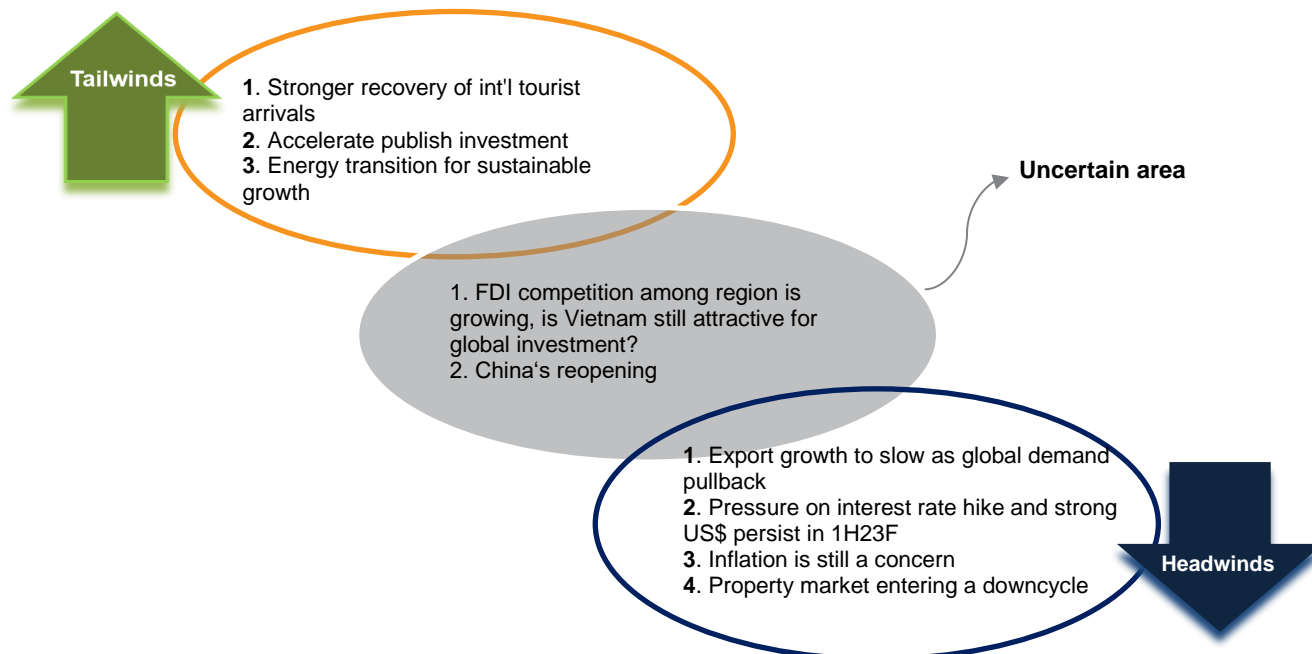 Tailwinds
1. Stronger recovery of int'l tourist
arrivals
2. Accelerate publish investment
3. Energy transition for sustainable
growth
Uncertain area
1. FDI competition among region is
growing, is Vietnam still attractive for
global investment?
2. China‘s reopening
1. Export growth to slow as global demand
pullback
2. Pressure on interest rate hike and strong
US$ persist in 1H23F
3. Inflation is still a concern
4. Property market entering a downcycle
Headwinds